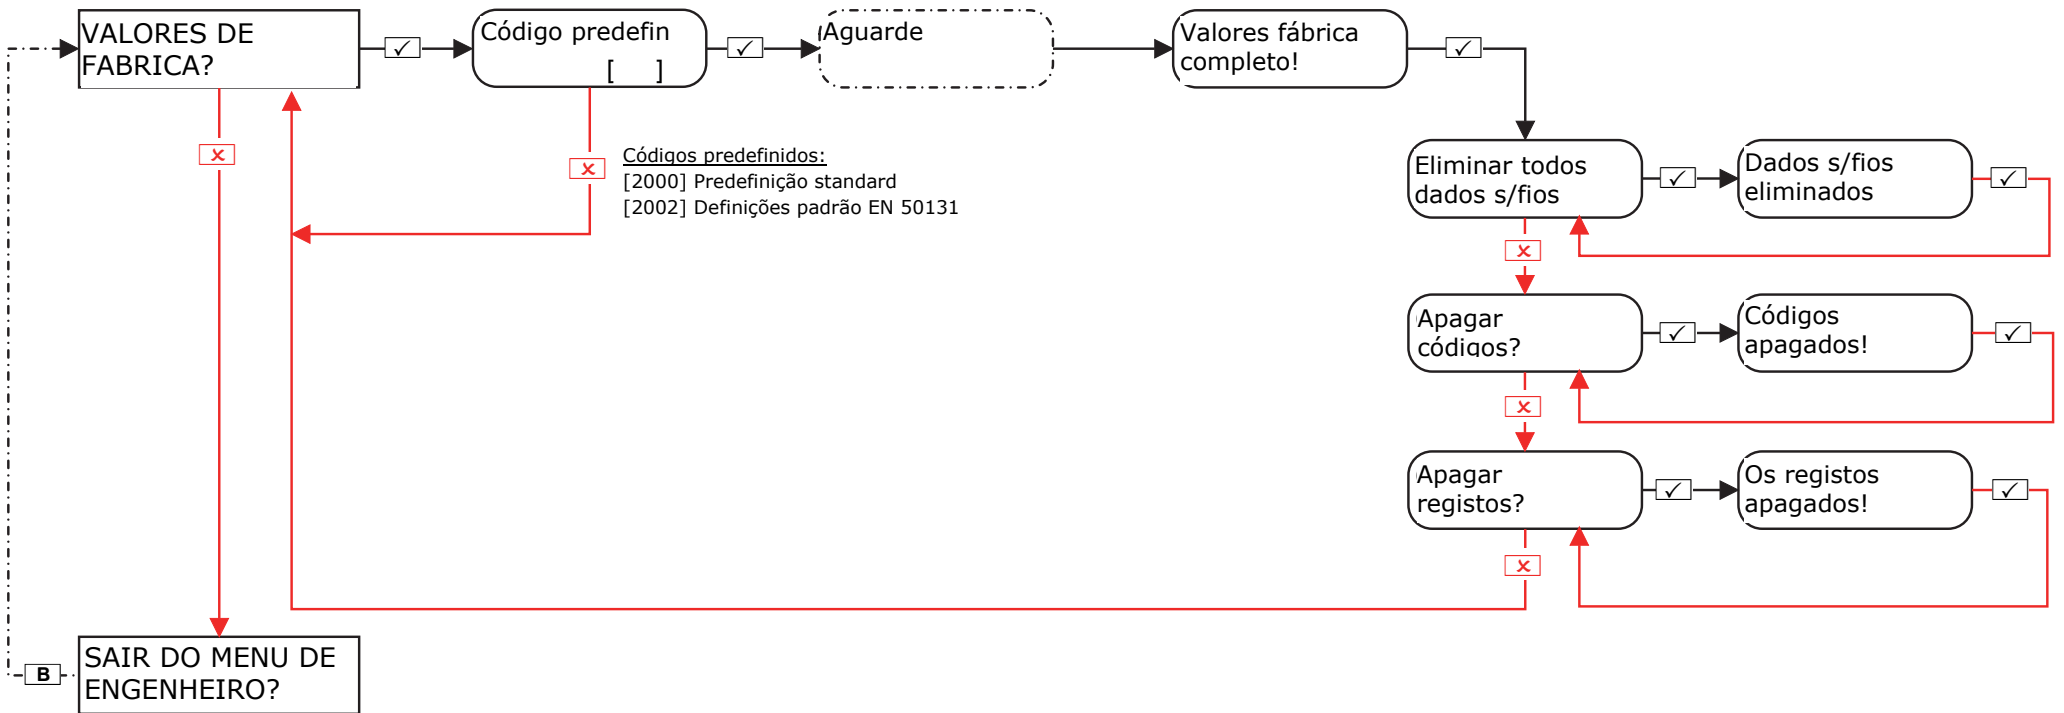 VALORES DE
FABRICA?
✓
Código predefin
[ ]
✓
Aguarde
Valores fábrica
completo!
✓
x
x
Códigos predefinidos:
[2000] Predefinição standard
[2002] Definições padrão EN 50131
Eliminar todos
dados s/fios
✓
Dados s/fios
eliminados
✓
x
Apagar
códigos?
✓
Códigos
apagados!
✓
x
Apagar
registos?
✓
Os registos
apagados!
✓
x
SAIR DO MENU DE
ENGENHEIRO?
B